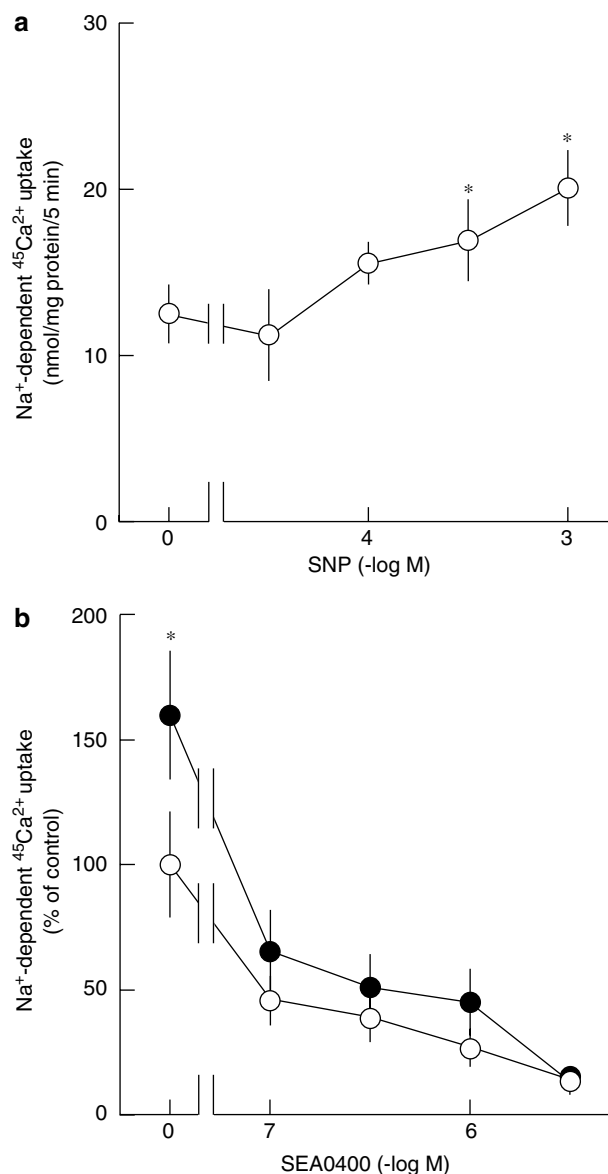 a
30
20
10
0
Na⁺-dependent ⁴⁵Ca²⁺ uptake
(nmol/mg protein/5 min)
*
*
0 4 3
SNP (-log M)
b
200
150
100
50
0
Na⁺-dependent ⁴⁵Ca²⁺ uptake
(% of control)
*
0 7 6
SEA0400 (-log M)